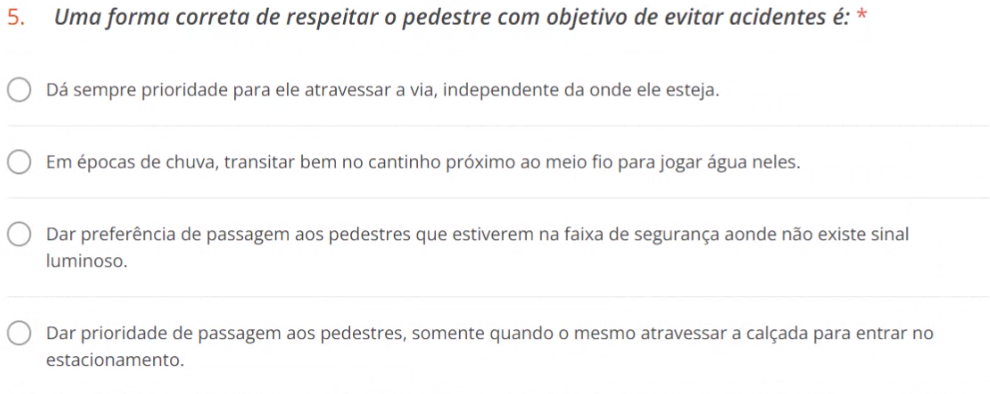 5. Uma forma correta de respeitar o pedestre com objetivo de evitar acidentes é: *
Dá sempre prioridade para ele atravessar a via, independente da onde ele esteja.
Em épocas de chuva, transitar bem no cantinho próximo ao meio fio para jogar água neles.
Dar preferência de passagem aos pedestres que estiverem na faixa de segurança aonde não existe sinal
luminoso.
Dar prioridade de passagem aos pedestres, somente quando o mesmo atravessar a calçada para entrar no
estacionamento.